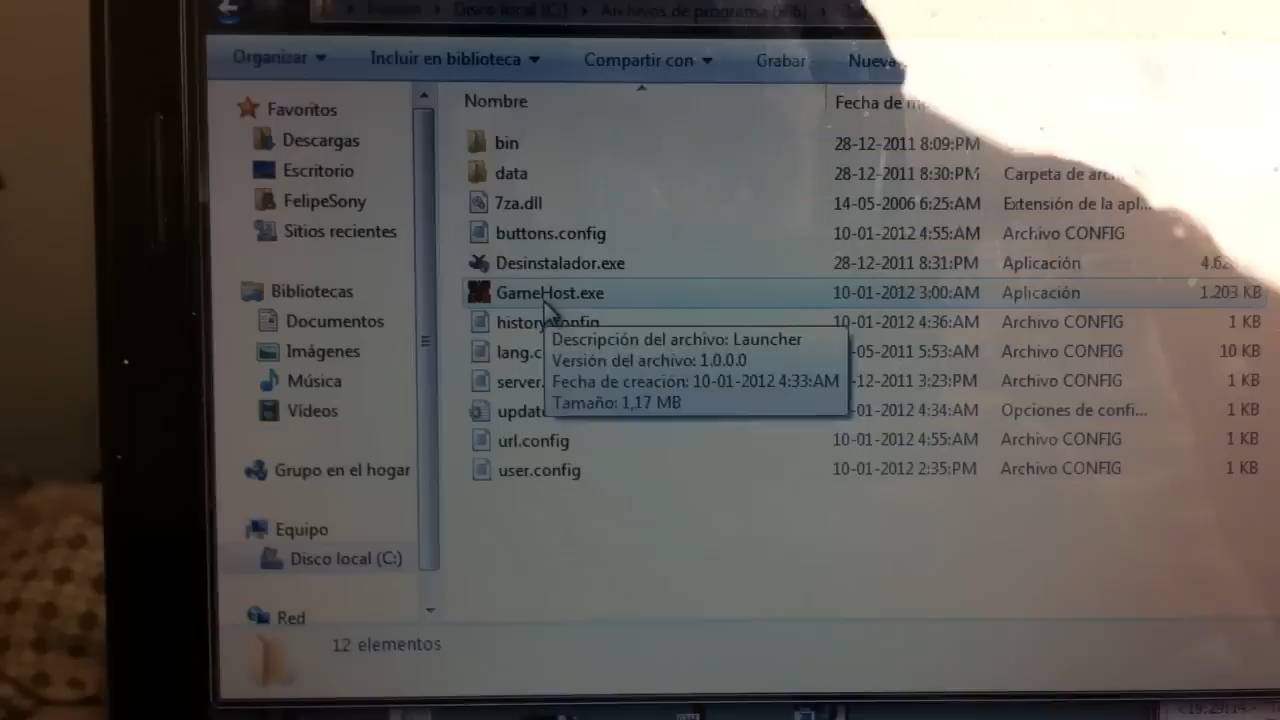 Disco local (C:) Archivos de programa (x86)
Organizar Incluir en biblioteca Compartir con Grabar Nueva
Favoritos
Descargas
Escritorio
FelipeSony
Sitios recientes
Bibliotecas
Documentos
Imágenes
Música
Vídeos
Grupo en el hogar
Equipo
Disco local (C:)
Red
Nombre Fecha de
bin 28-12-2011 8:09:PM
data 28-12-2011 8:30:PM Carpeta de arc
7za.dll 14-05-2006 6:25:AM Extensión de la apl...
buttons.config 10-01-2012 4:55:AM Archivo CONFIG
Desinstalador.exe 28-12-2011 8:31:PM Aplicación 4.62
GameHost.exe 10-01-2012 3:00:AM Aplicación 1.203 KB
history.config 10-01-2012 4:36:AM Archivo CONFIG 1 KB
lang.c -05-2011 5:53:AM Archivo CONFIG 10 KB
server. -12-2011 3:23:PM Archivo CONFIG 1 KB
updat -01-2012 4:34:AM Opciones de confi... 1 KB
url.config 10-01-2012 4:55:AM Archivo CONFIG 1 KB
user.config 10-01-2012 2:35:PM Archivo CONFIG 1 KB
Descripción del archivo: Launcher
Versión del archivo: 1.0.0.0
Fecha de creación: 10-01-2012 4:33:AM
Tamaño: 1,17 MB
12 elementos
19:29:14